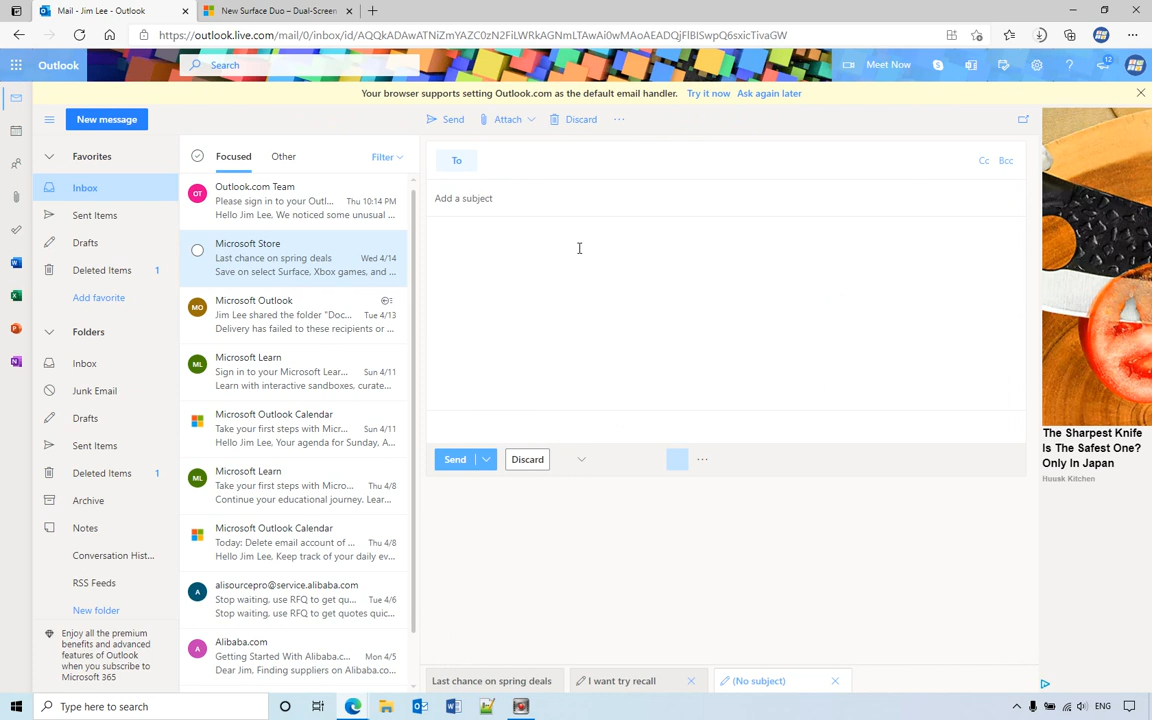 Mail - Jim Lee - Outlook
New Surface Duo – Dual-Screen
https://outlook.live.com/mail/0/inbox/id/AQQkADAwATNiZmYAZC0zN2FiLWRkAGNmLTAwAi0wMAoAEADQjFlBISwpQ6sxicTivaGW
Outlook
Search
Meet Now
12
Your browser supports setting Outlook.com as the default email handler. Try it now Ask again later
New message
Send
Attach
Discard
Favorites
Inbox
Sent Items
Drafts
Deleted Items 1
Add favorite
Folders
Inbox
Junk Email
Drafts
Sent Items
Deleted Items 1
Archive
Notes
Conversation Hist...
RSS Feeds
New folder
Enjoy all the premium
benefits and advanced
features of Outlook
when you subscribe to
Microsoft 365
Focused
Other
Filter
OT
Outlook.com Team
Please sign in to your Outl... Thu 10:14 PM
Hello Jim Lee, We noticed some unusual ...
Microsoft Store
Last chance on spring deals Wed 4/14
Save on select Surface, Xbox games, and ...
MO
Microsoft Outlook
Jim Lee shared the folder "Doc... Tue 4/13
Delivery has failed to these recipients or ...
ML
Microsoft Learn
Sign in to your Microsoft Lear... Sun 4/11
Learn with interactive sandboxes, curate...
Microsoft Outlook Calendar
Take your first steps with Micr... Sun 4/11
Hello Jim Lee, Your agenda for Sunday, A...
ML
Microsoft Learn
Take your first steps with Micro... Thu 4/8
Continue your educational journey. Lear...
Microsoft Outlook Calendar
Today: Delete email account of ... Thu 4/8
Hello Jim Lee, Keep track of your daily ev...
A
alisourcepro@service.alibaba.com
Stop waiting, use RFQ to get qu... Tue 4/6
Stop waiting, use RFQ to get quotes quic...
A
Alibaba.com
Getting Started With Alibaba.c... Mon 4/5
Dear Jim, Finding suppliers on Alibaba.co...
To
Cc
Bcc
Add a subject
Send
Discard
Last chance on spring deals
I want try recall
(No subject)
The Sharpest Knife
Is The Safest One?
Only In Japan
Huusk Kitchen
Type here to search
ENG